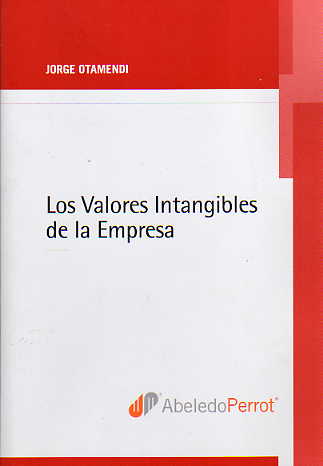 JORGE OTAMENDI
Los Valores Intangibles
de la Empresa
AbeledoPerrot®